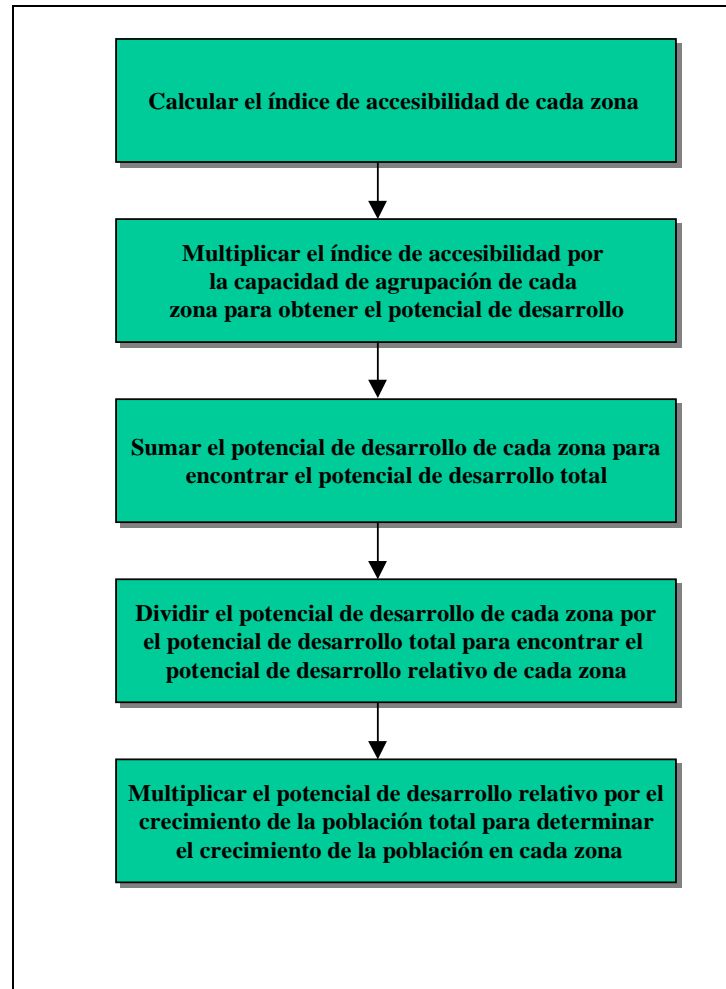 Calcular el índice de accesibilidad de cada zona
Multiplicar el índice de accesibilidad por
la capacidad de agrupación de cada
zona para obtener el potencial de desarrollo
Sumar el potencial de desarrollo de cada zona para
encontrar el potencial de desarrollo total
Dividir el potencial de desarrollo de cada zona por
el potencial de desarrollo total para encontrar el
potencial de desarrollo relativo de cada zona
Multiplicar el potencial de desarrollo relativo por el
crecimiento de la población total para determinar
el crecimiento de la población en cada zona